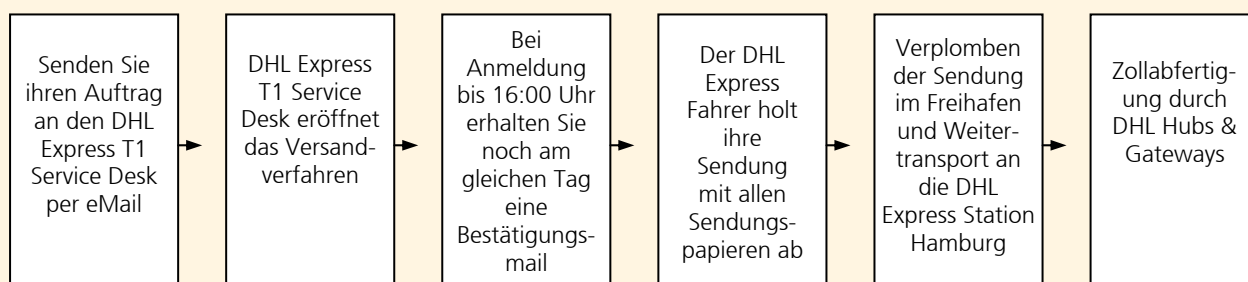 Senden Sie
ihren Auftrag
an den DHL
Express T1
Service Desk
per eMail
DHL Express
T1 Service
Desk eröffnet
das Versand-
verfahren
Bei
Anmeldung
bis 16:00 Uhr
erhalten Sie
noch am
gleichen Tag
eine
Bestätigungs-
mail
Der DHL
Express
Fahrer holt
ihre
Sendung
mit allen
Sendungs-
papieren ab
Verplomben
der Sendung
im Freihafen
und Weiter-
transport an
die DHL
Express Station
Hamburg
Zollabfertig-
ung durch
DHL Hubs &
Gateways